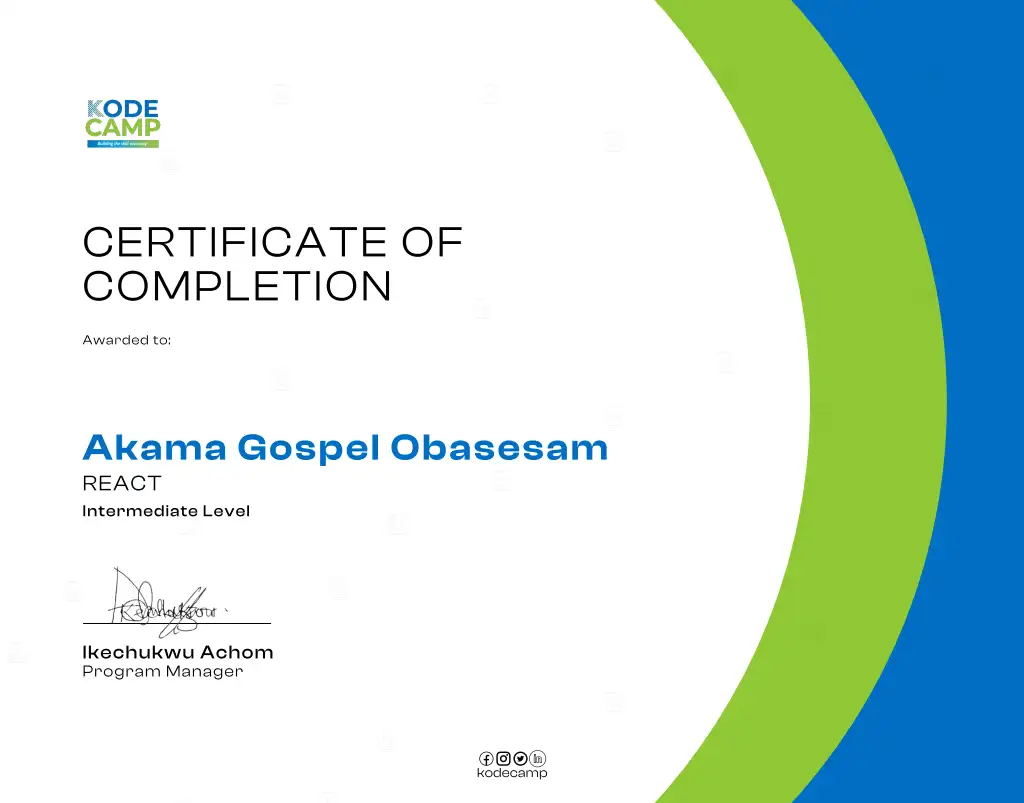 KODE
CAMP
Building the skill economy
CERTIFICATE OF
COMPLETION
Awarded to:
Akama Gospel Obasesam
REACT
Intermediate Level
Ikechukwu Achom
Program Manager
kodecamp